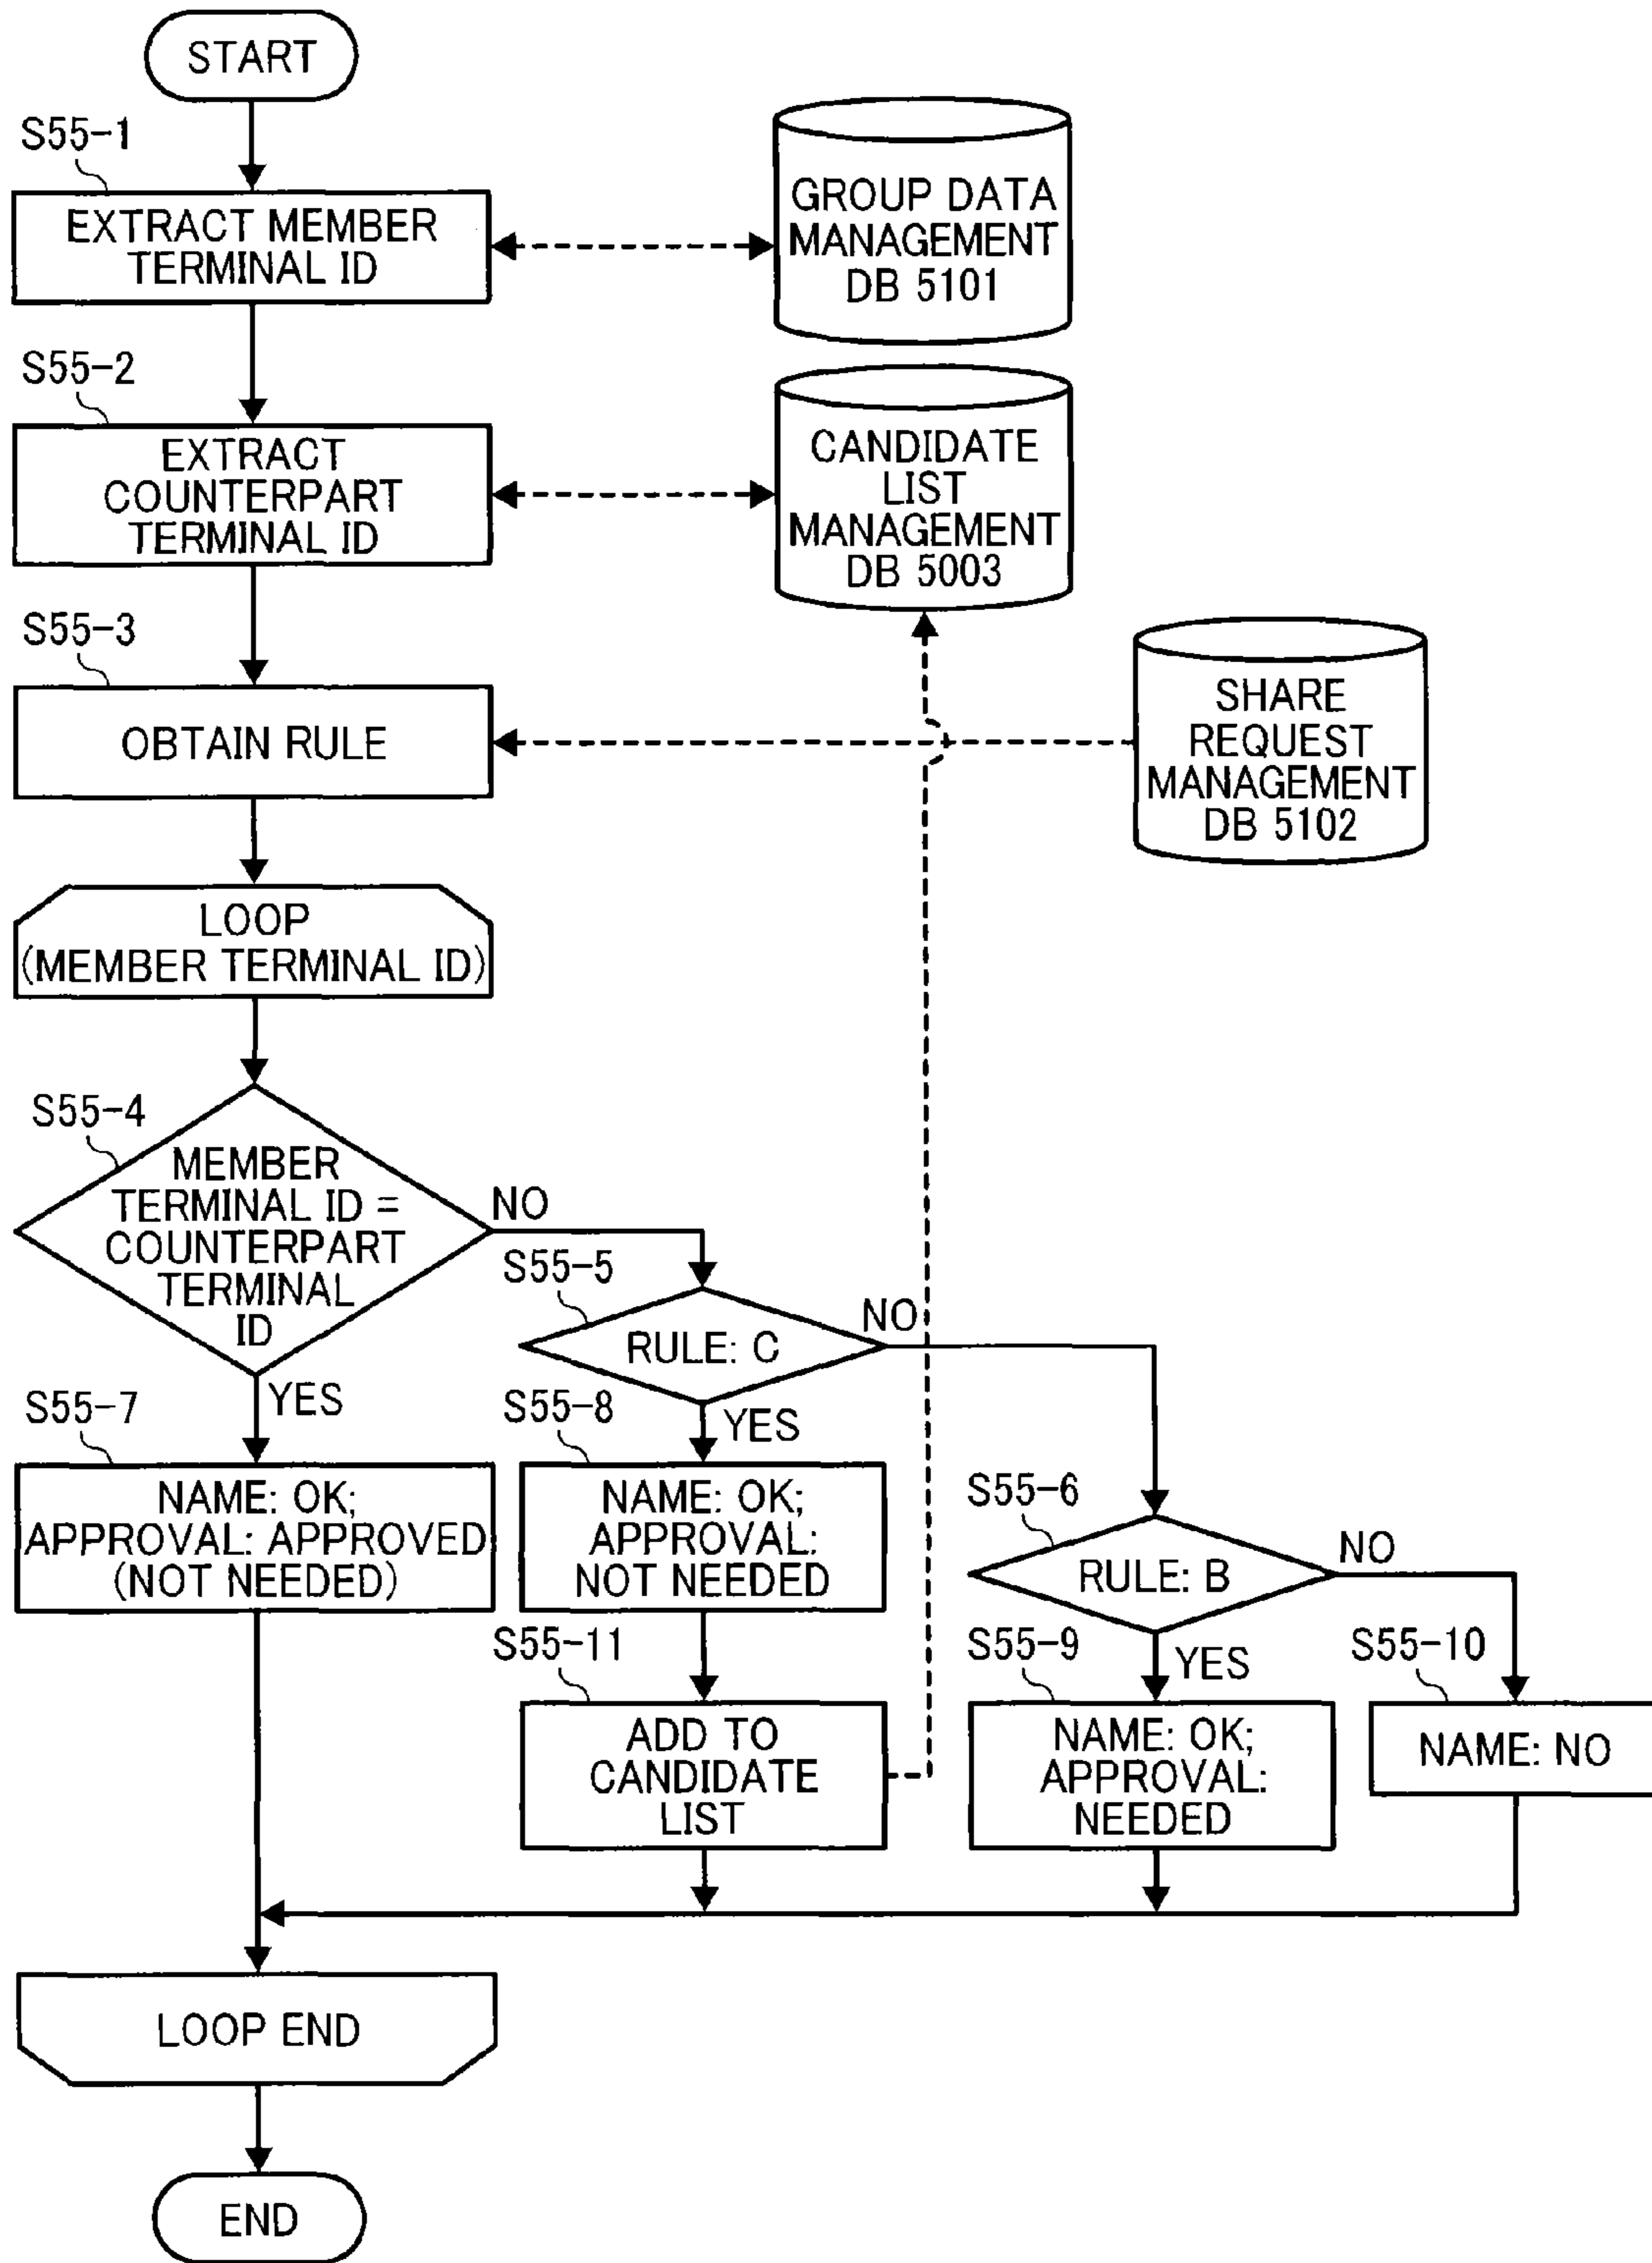 START
S55-1
EXTRACT MEMBER
TERMINAL ID
GROUP DATA
MANAGEMENT
DB 5101
S55-2
EXTRACT
COUNTERPART
TERMINAL ID
CANDIDATE
LIST
MANAGEMENT
DB 5003
S55-3
OBTAIN RULE
SHARE
REQUEST
MANAGEMENT
DB 5102
LOOP
(MEMBER TERMINAL ID)
S55-4
MEMBER
TERMINAL ID =
COUNTERPART
TERMINAL
ID
NO
YES
S55-5
RULE: C
NO
YES
S55-6
RULE: B
NO
YES
S55-7
NAME: OK;
APPROVAL: APPROVED
(NOT NEEDED)
S55-8
NAME: OK;
APPROVAL:
NOT NEEDED
S55-11
ADD TO
CANDIDATE
LIST
S55-9
NAME: OK;
APPROVAL:
NEEDED
S55-10
NAME: NO
LOOP END
END